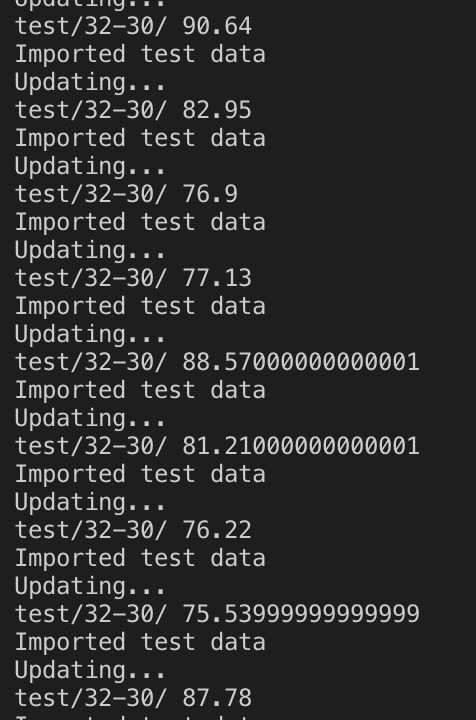 Updating...
test/32-30/ 90.64
Imported test data
Updating...
test/32-30/ 82.95
Imported test data
Updating...
test/32-30/ 76.9
Imported test data
Updating...
test/32-30/ 77.13
Imported test data
Updating...
test/32-30/ 88.57000000000001
Imported test data
Updating...
test/32-30/ 81.21000000000001
Imported test data
Updating...
test/32-30/ 76.22
Imported test data
Updating...
test/32-30/ 75.53999999999999
Imported test data
Updating...
test/32-30/ 87.78